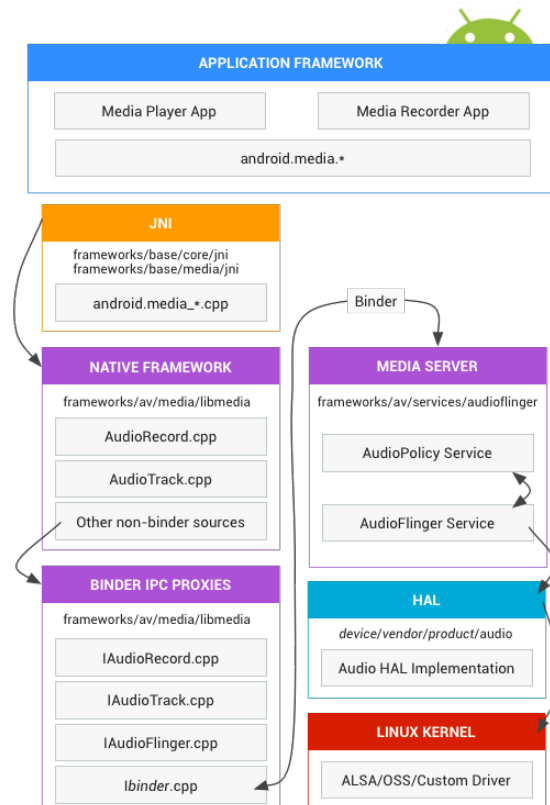 APPLICATION FRAMEWORK
Media Player App
Media Recorder App
android.media.*
JNI
frameworks/base/core/jni
frameworks/base/media/jni
android.media_*.cpp
Binder
NATIVE FRAMEWORK
frameworks/av/media/libmedia
AudioRecord.cpp
AudioTrack.cpp
Other non-binder sources
MEDIA SERVER
frameworks/av/services/audioflinger
AudioPolicy Service
AudioFlinger Service
BINDER IPC PROXIES
frameworks/av/media/libmedia
IAudioRecord.cpp
IAudioTrack.cpp
IAudioFlinger.cpp
Ibinder.cpp
HAL
device/vendor/product/audio
Audio HAL Implementation
LINUX KERNEL
ALSA/OSS/Custom Driver